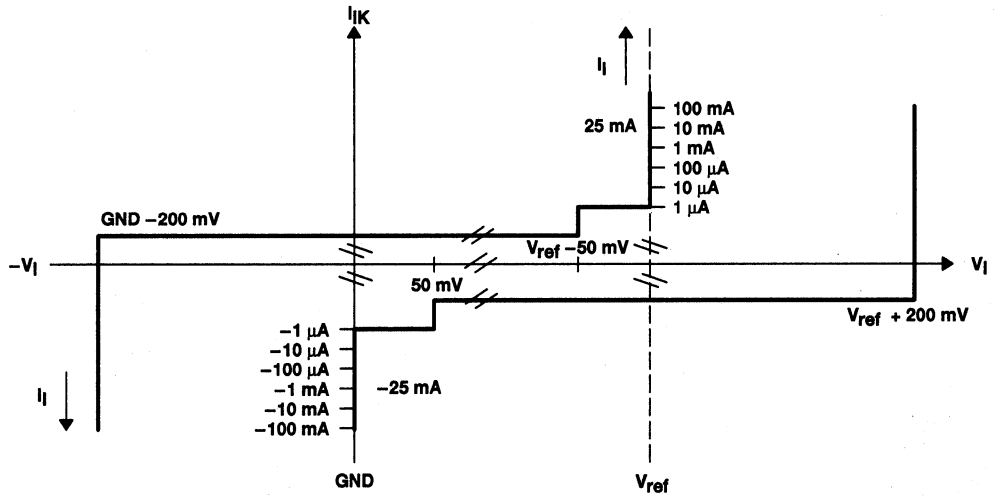 I_IK
I_I
100 mA
25 mA
10 mA
1 mA
100 µA
10 µA
1 µA
GND –200 mV
V_ref –50 mV
–V_I
V_I
50 mV
V_ref + 200 mV
–1 µA
–10 µA
–100 µA
–1 mA
–25 mA
I_I
–10 mA
–100 mA
GND
V_ref